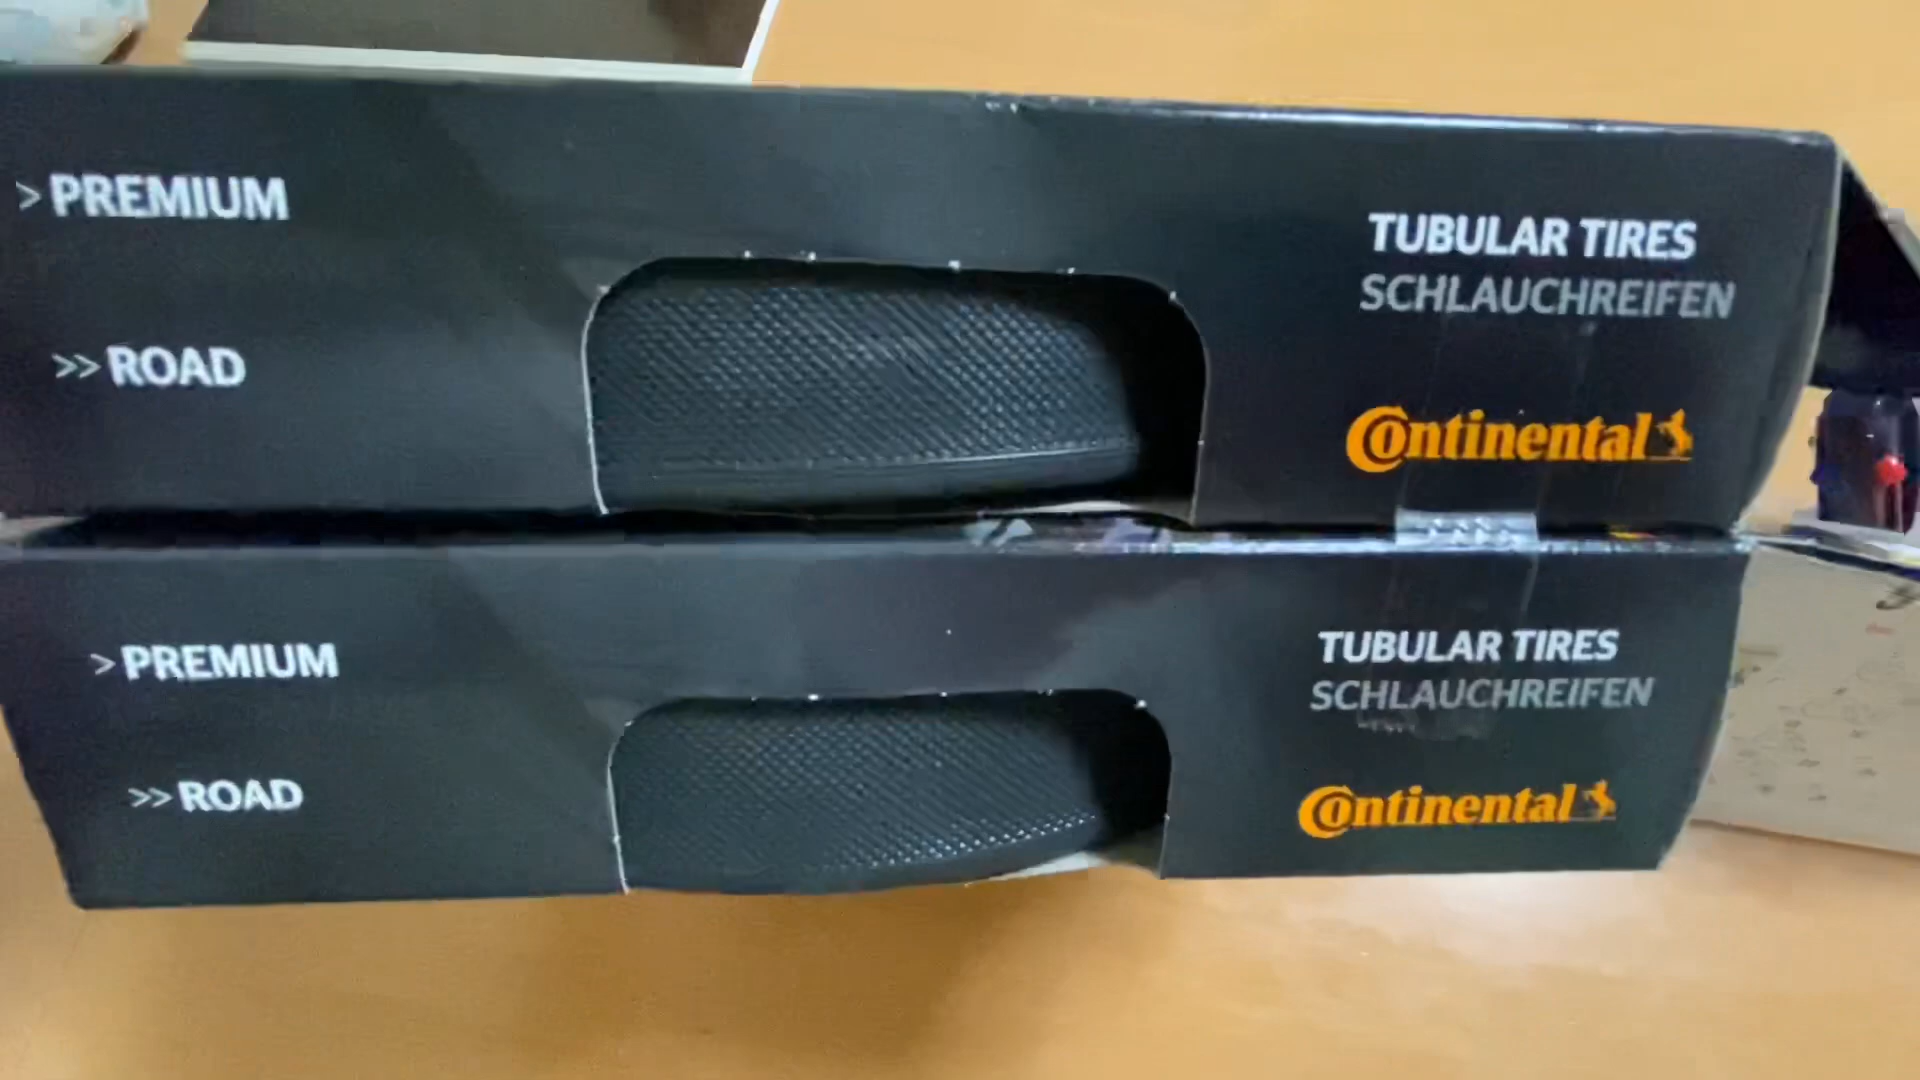 > PREMIUM
>> ROAD
TUBULAR TIRES
SCHLAUCHREIFEN
Continental
> PREMIUM
>> ROAD
TUBULAR TIRES
SCHLAUCHREIFEN
Continental